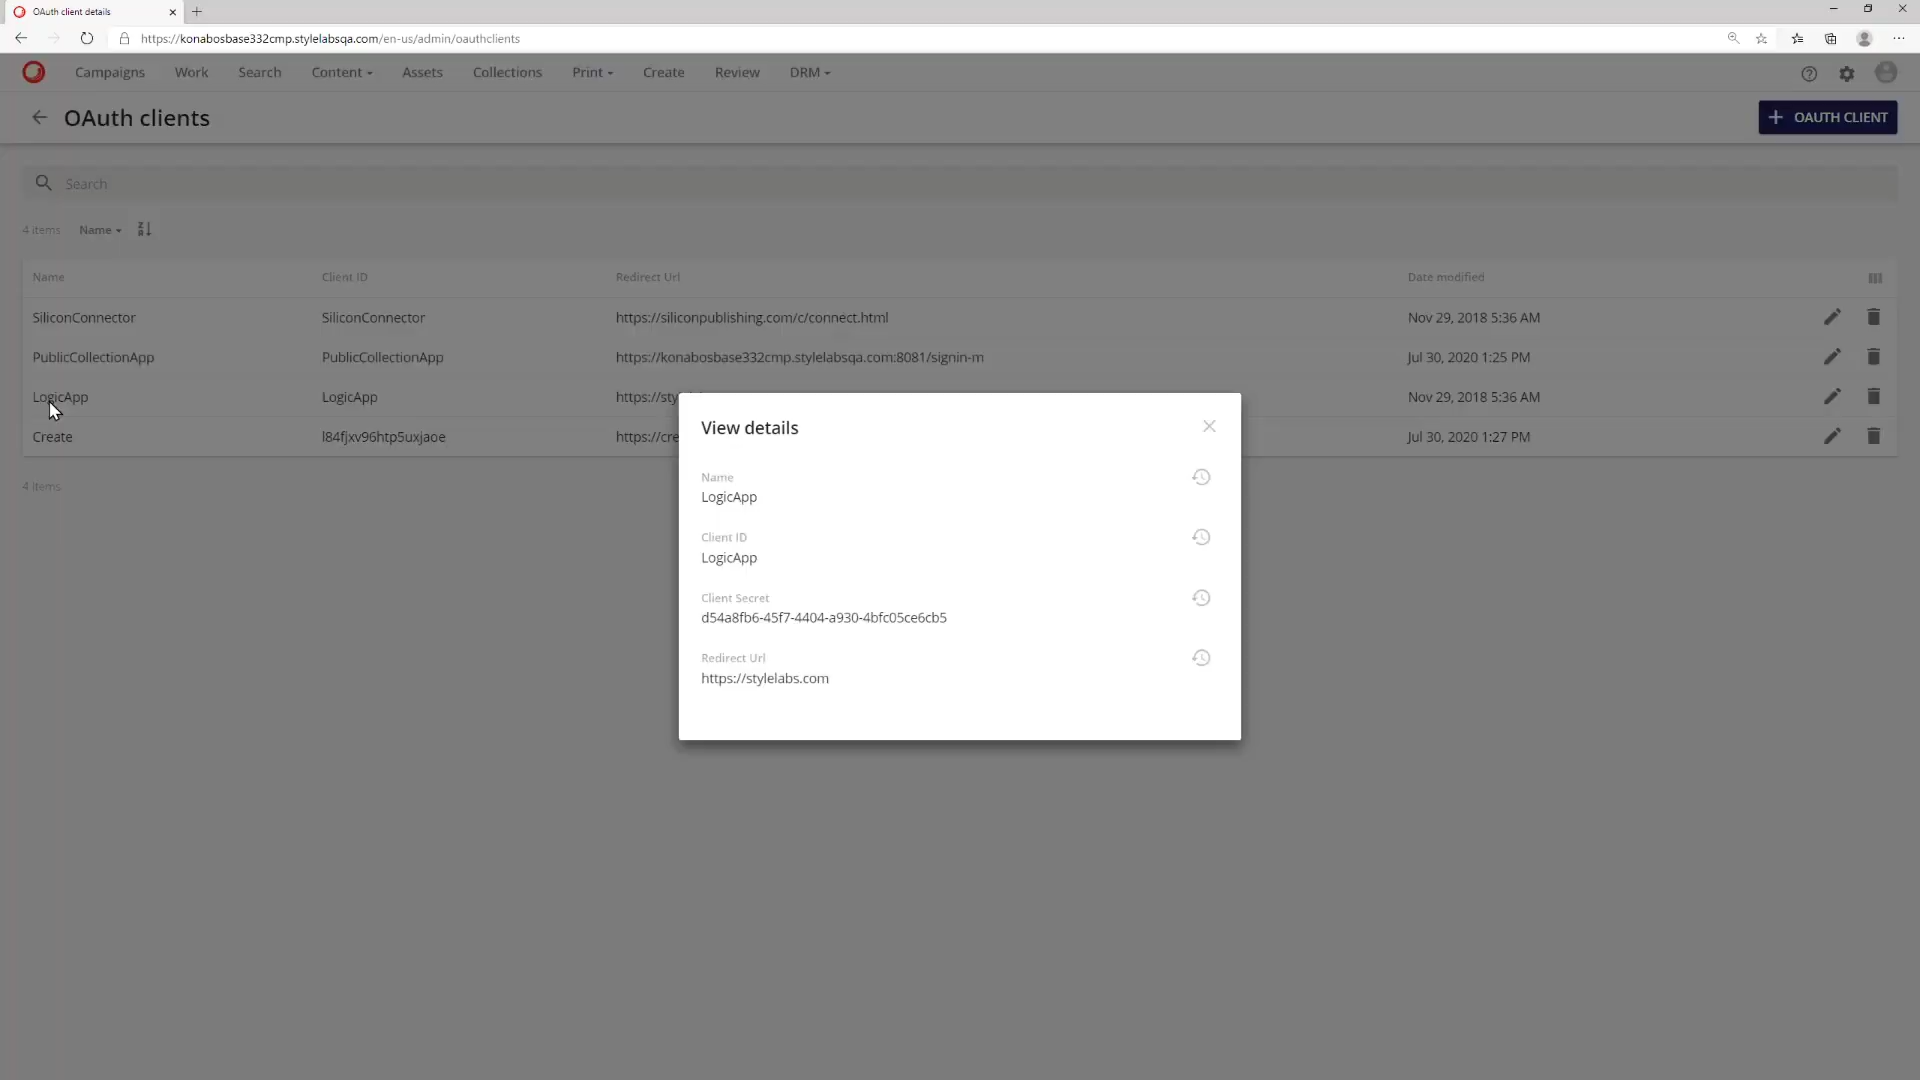 OAuth client details
https://konabosbase332cmp.stylelabsqa.com/en-us/admin/oauthclients
Campaigns Work Search Content Assets Collections Print Create Review DRM
OAuth clients
OAUTH CLIENT
Search
4 items Name
Name Client ID Redirect Url Date modified
SiliconConnector SiliconConnector https://siliconpublishing.com/c/connect.html Nov 29, 2018 5:36 AM
PublicCollectionApp PublicCollectionApp https://konabosbase332cmp.stylelabsqa.com:8081/signin-m Jul 30, 2020 1:25 PM
LogicApp LogicApp https://sty Nov 29, 2018 5:36 AM
Create l84fjxv96htp5uxjaoe https://cre Jul 30, 2020 1:27 PM
4 items
View details
Name
LogicApp
Client ID
LogicApp
Client Secret
d54a8fb6-45f7-4404-a930-4bfc05ce6cb5
Redirect Url
https://stylelabs.com